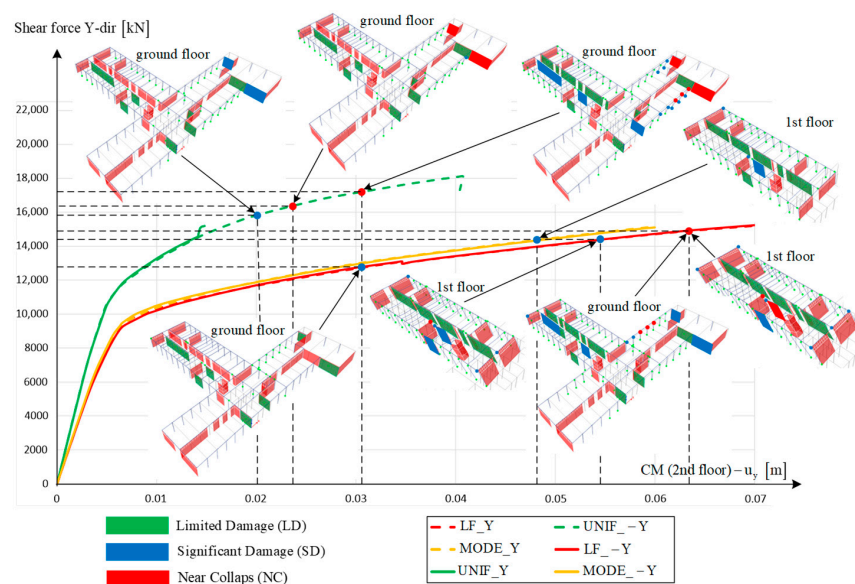 Shear force Y-dir [kN]
ground floor
ground floor
ground floor
1st floor
22,000
20,000
18,000
16,000
14,000
12,000
10,000
8000
6000
4000
2000
0
1st floor
1st floor
ground floor
ground floor
CM (2nd floor) – u_y [m]
0
0.01
0.02
0.03
0.04
0.05
0.06
0.07
Limited Damage (LD)
Significant Damage (SD)
Near Collaps (NC)
LF_Y
UNIF_–Y
MODE_Y
LF_–Y
UNIF_Y
MODE_–Y